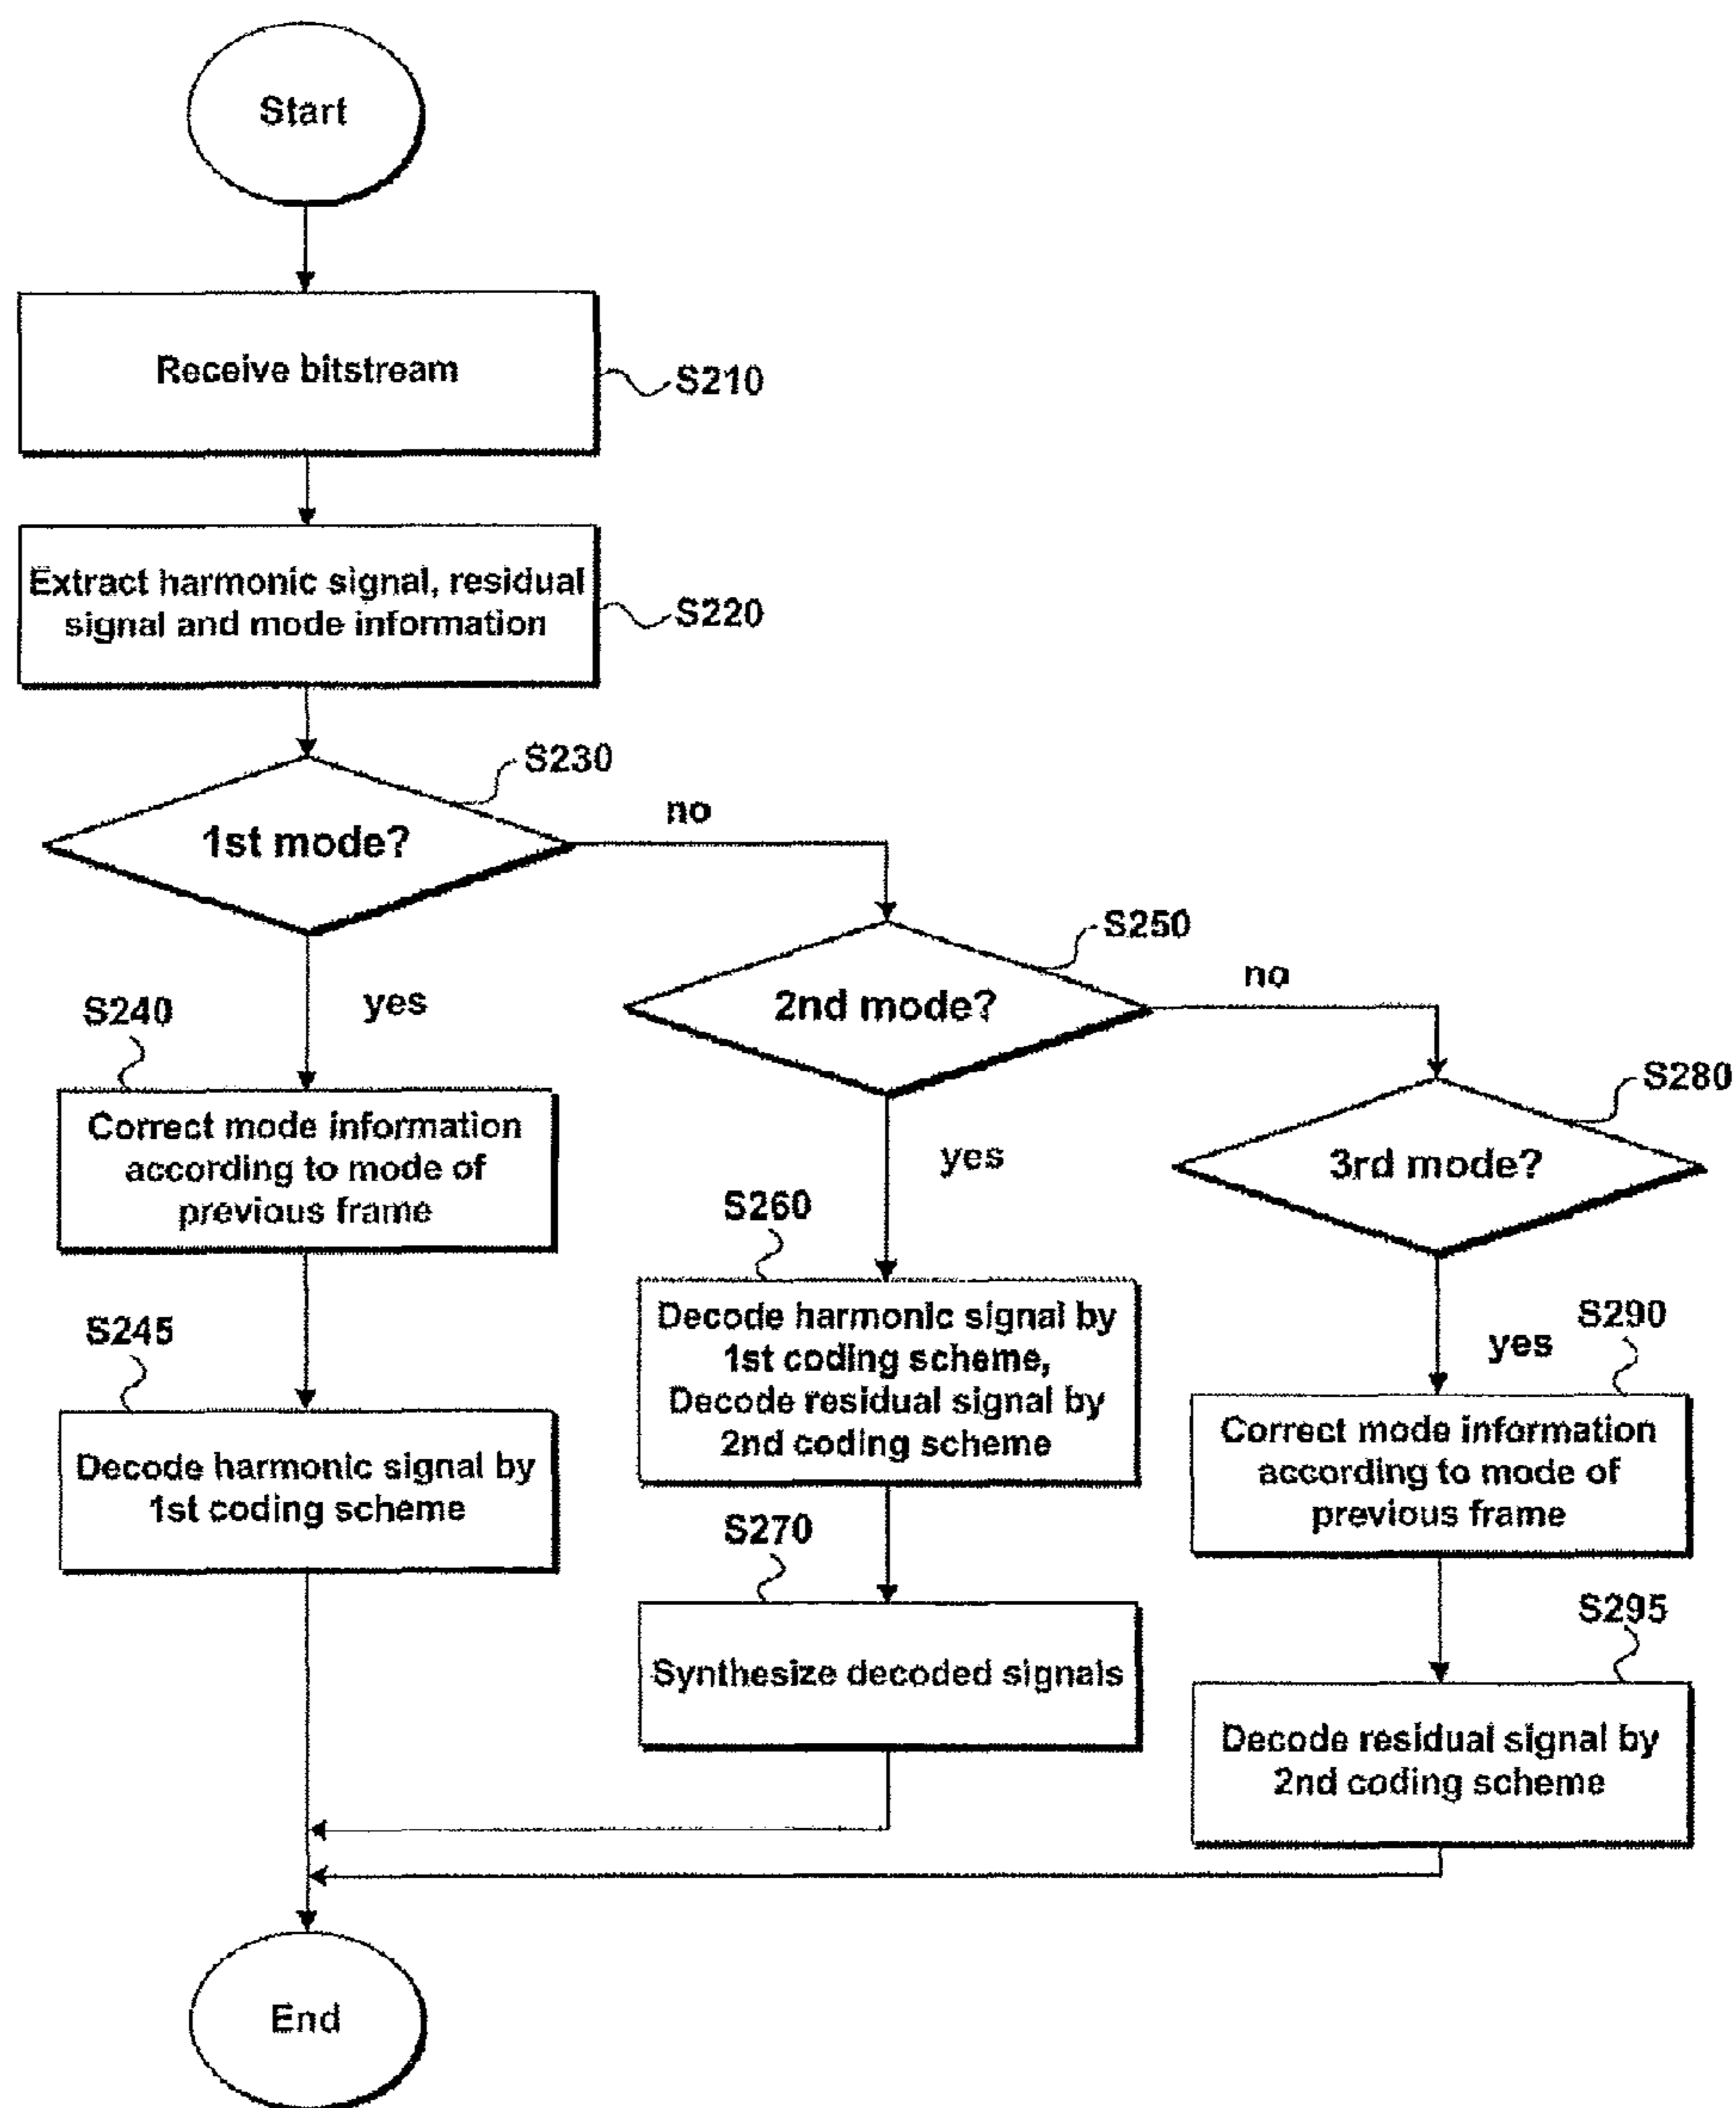 Start
Receive bitstream
S210
Extract harmonic signal, residual
signal and mode information
S220
S230
1st mode?
no
yes
S250
2nd mode?
no
yes
S280
3rd mode?
yes
S240
Correct mode information
according to mode of
previous frame
S245
Decode harmonic signal by
1st coding scheme
S260
Decode harmonic signal by
1st coding scheme,
Decode residual signal by
2nd coding scheme
S270
Synthesize decoded signals
S290
Correct mode information
according to mode of
previous frame
S295
Decode residual signal by
2nd coding scheme
End